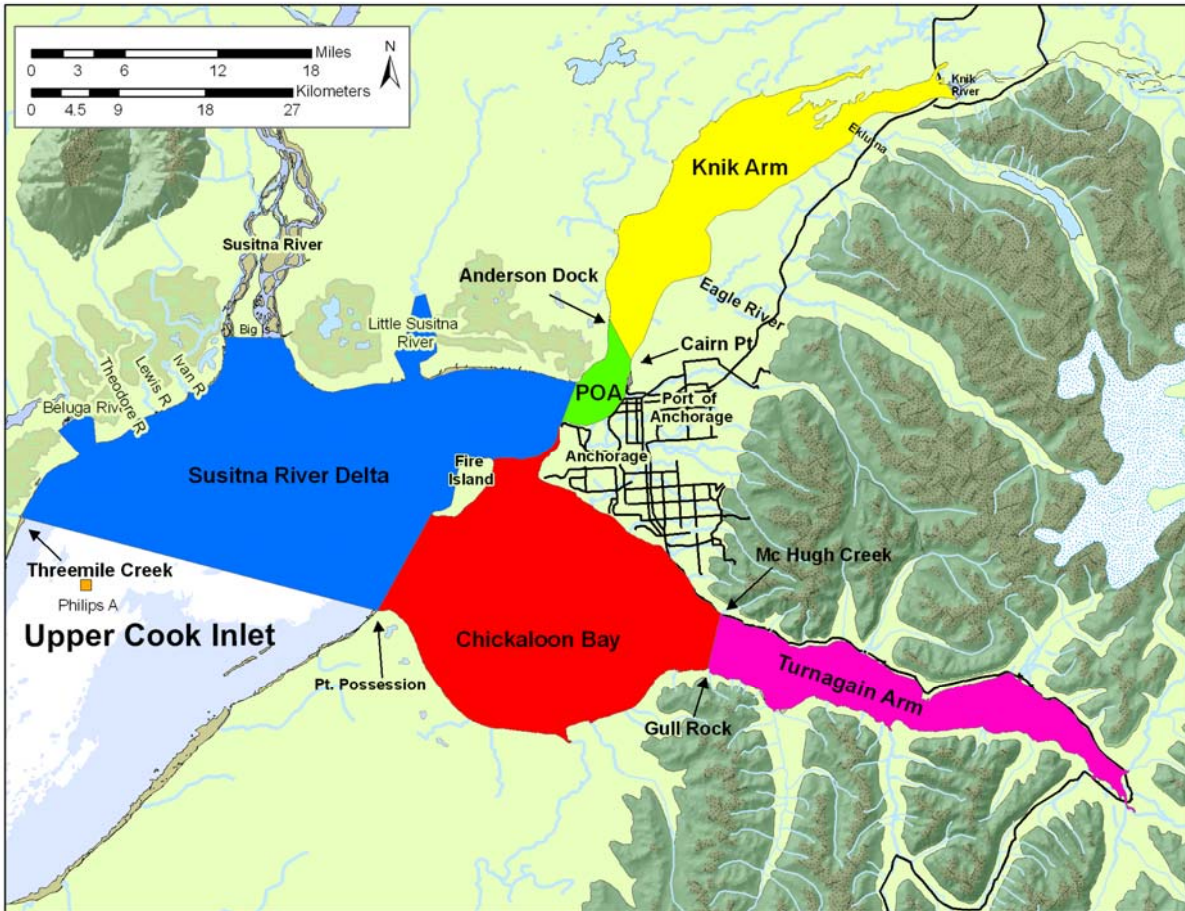 Miles
0 3 6 12 18
Kilometers
0 4.5 9 18 27
N
Knik
River
Eklutna
Knik Arm
Susitna River
Anderson Dock
Eagle River
Big Is
Little Susitna
River
Cairn Pt
Ivan R
Lewis R
Theodore R
Beluga River
POA
Port of
Anchorage
Anchorage
Fire
Island
Susitna River Delta
Mc Hugh Creek
Threemile Creek
Philips A
Upper Cook Inlet
Chickaloon Bay
Turnagain Arm
Pt. Possession
Gull Rock